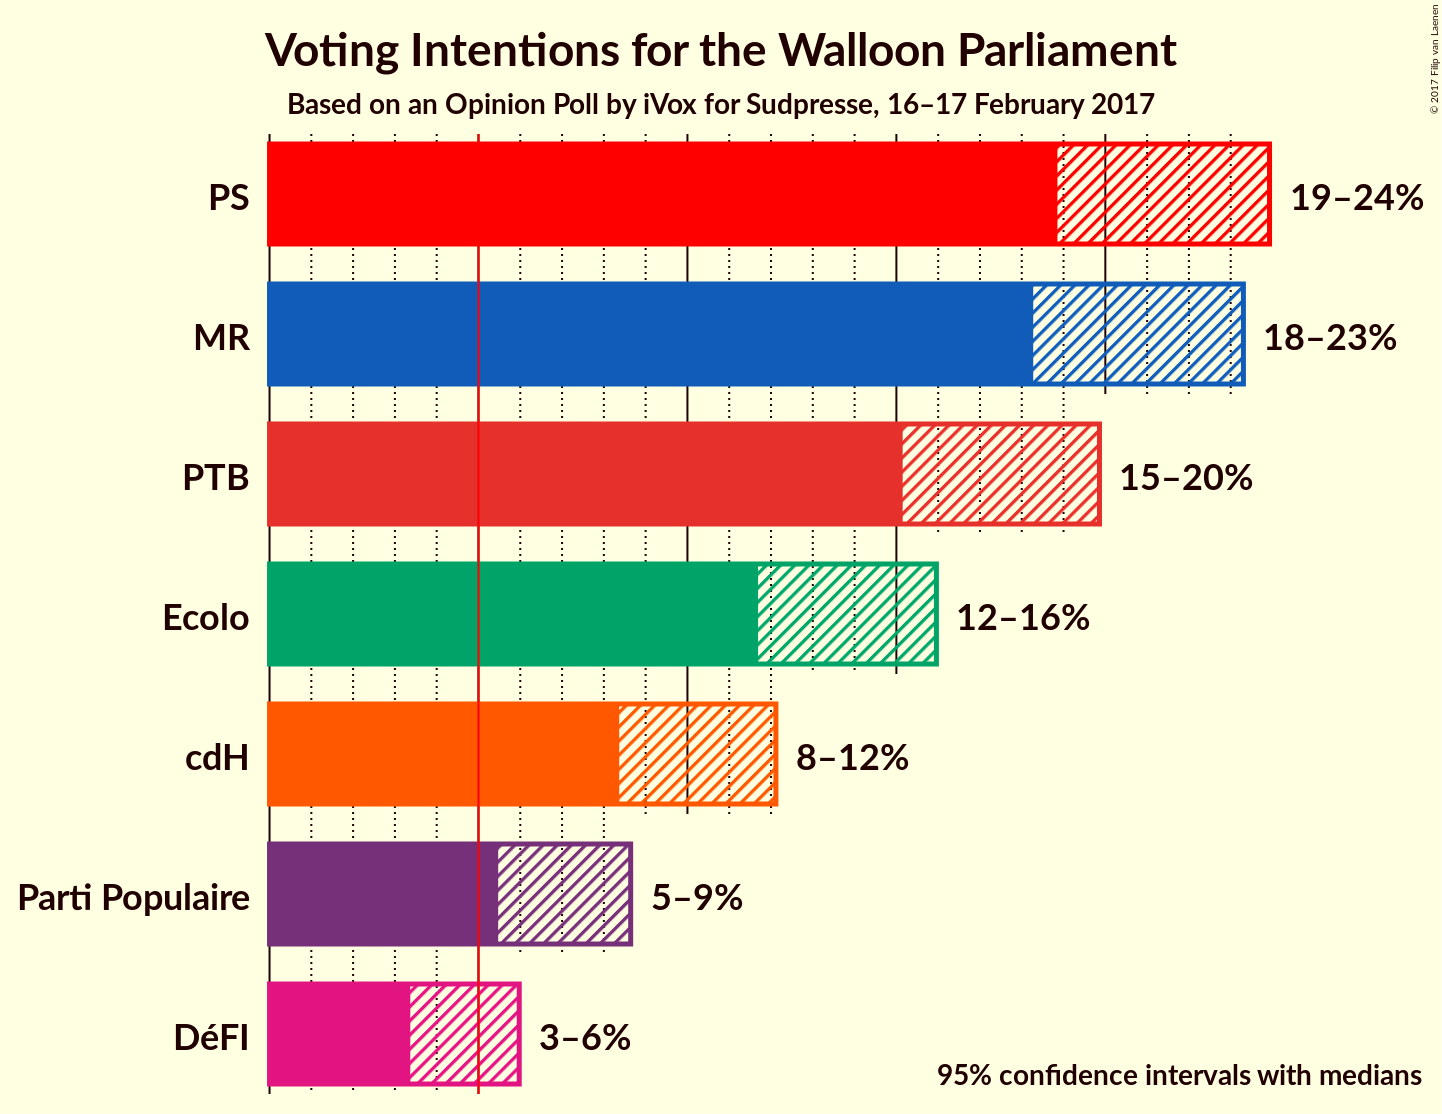 Voting Intentions for the Walloon Parliament
Based on an Opinion Poll by iVox for Sudpresse, 16–17 February 2017
© 2017 Filip van Laenen
PS 19–24%
MR 18–23%
PTB 15–20%
Ecolo 12–16%
cdH 8–12%
Parti Populaire 5–9%
DéFI 3–6%
95% confidence intervals with medians